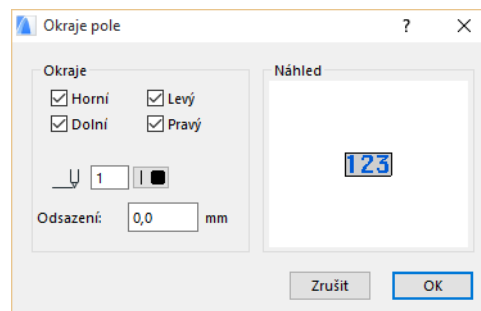 Okraje pole
Okraje
Horní Levý
Dolní Pravý
1
Odsazení: 0,0 mm
Náhled
123
Zrušit OK